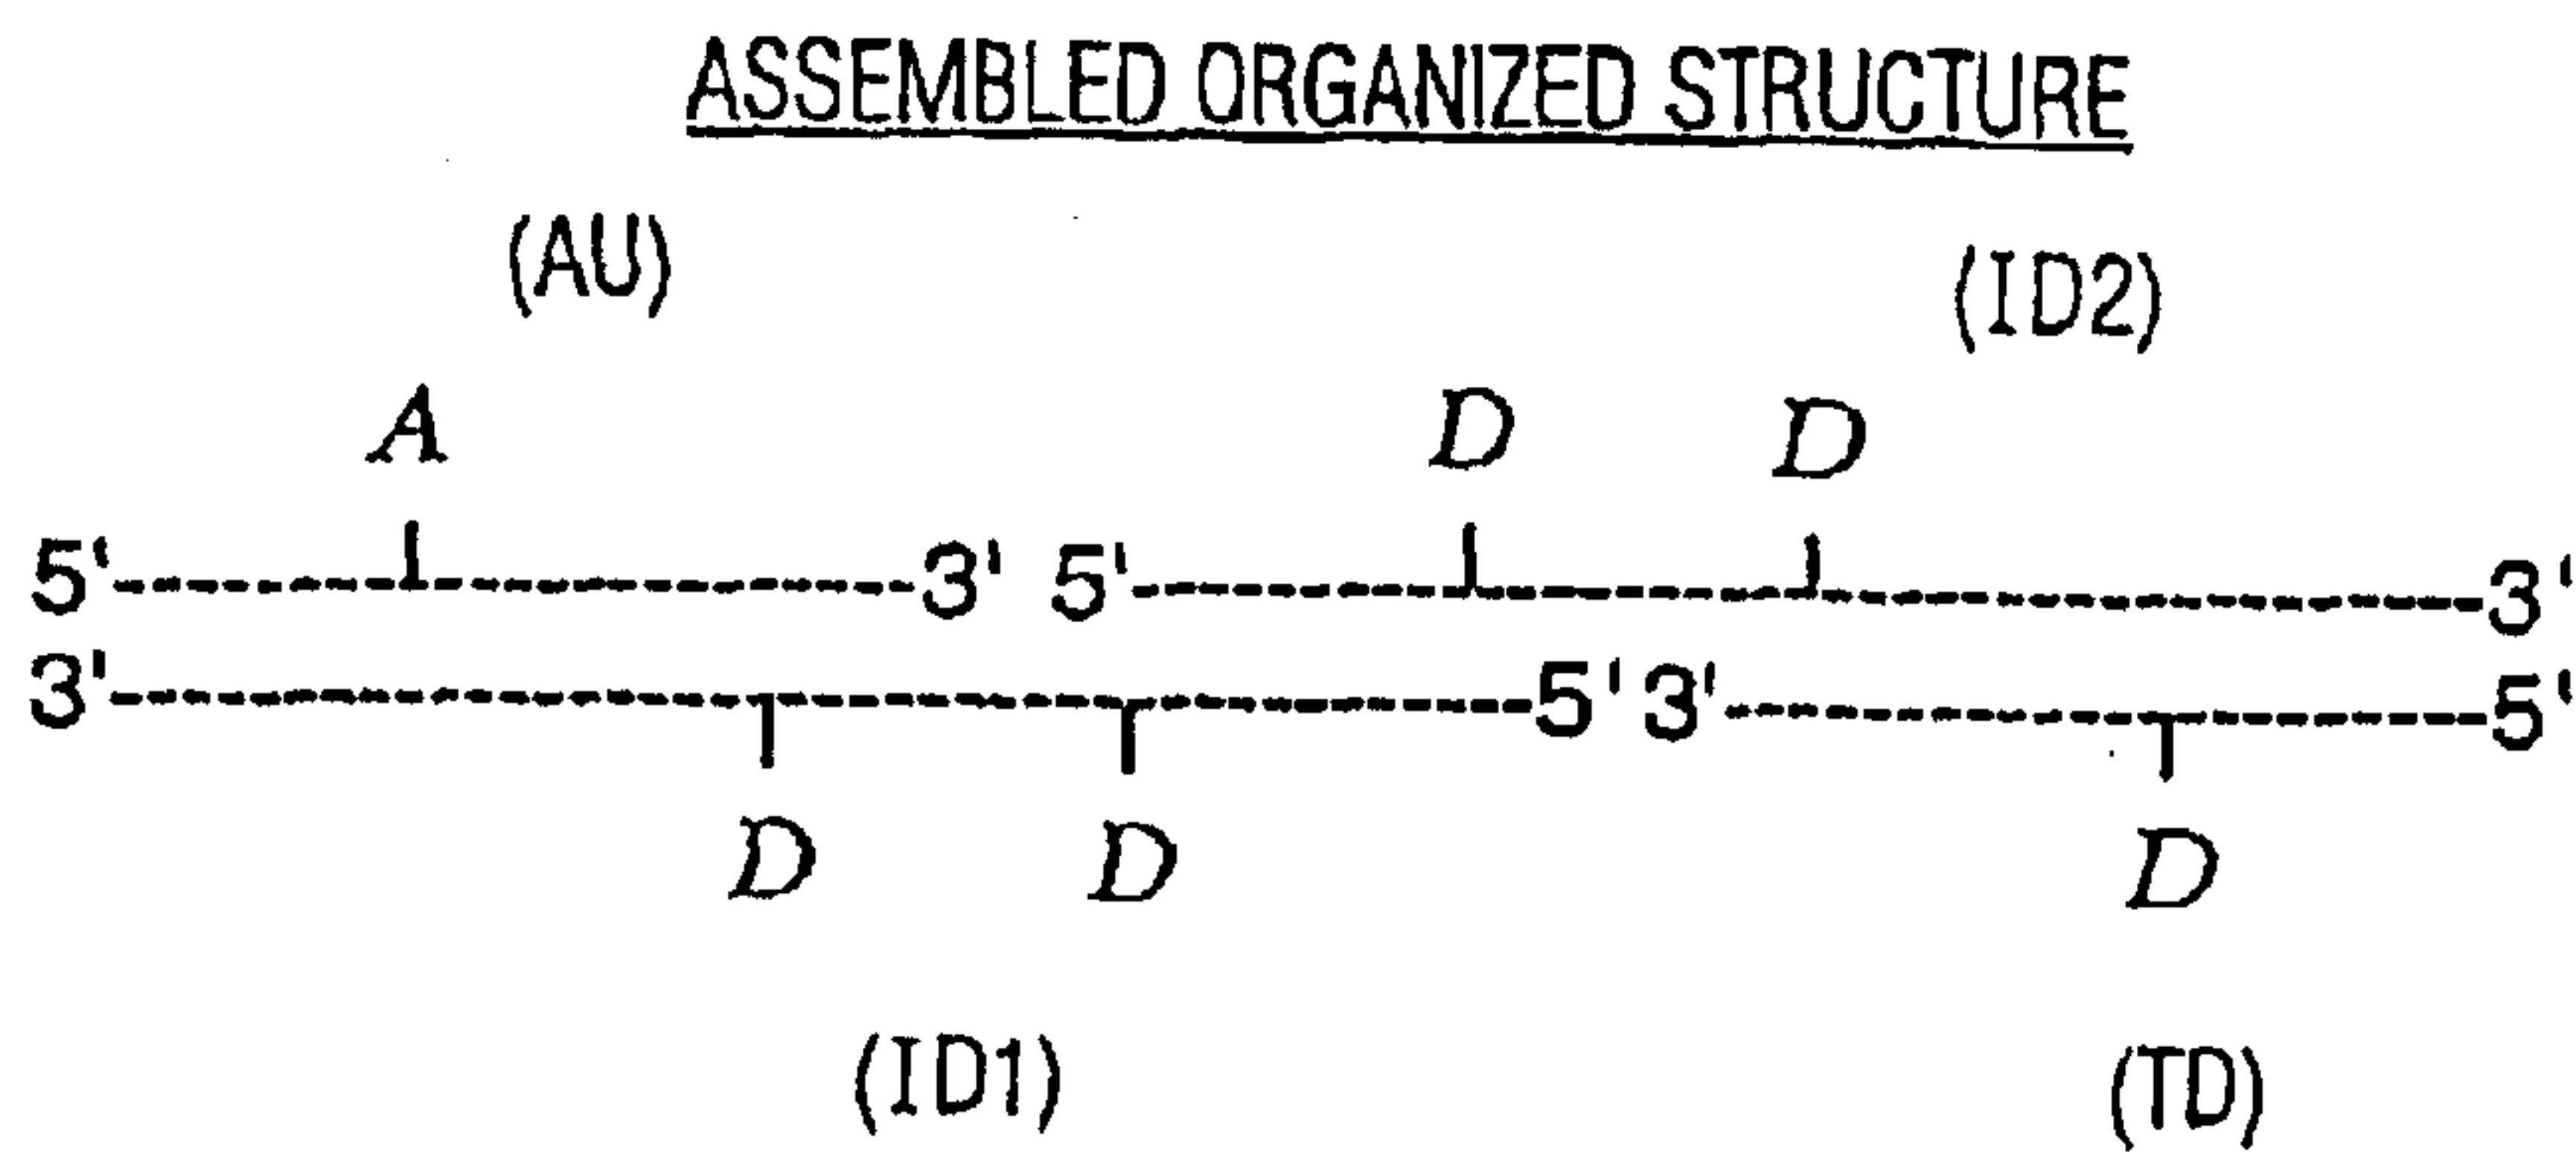 ASSEMBLED ORGANIZED STRUCTURE
(AU) (ID2)
A D D
5' 3' 5' 3'
3' 5' 3' 5'
D D D
(ID1) (TD)